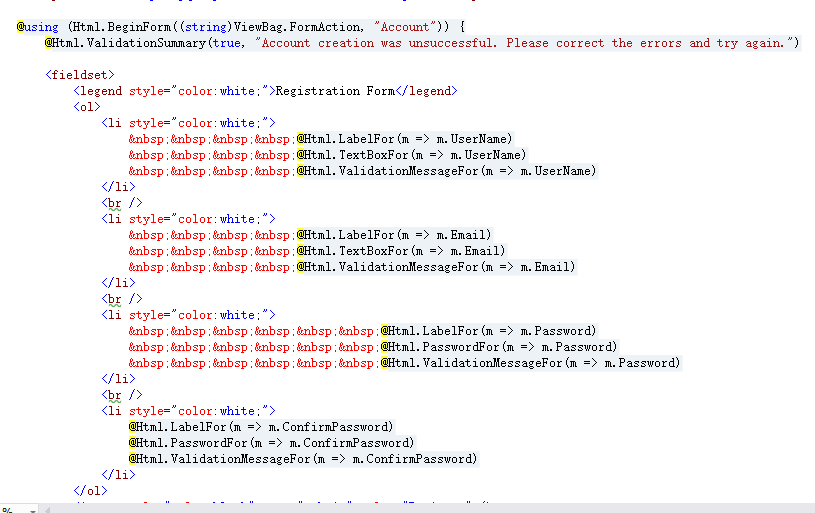 @using (Html.BeginForm((string)ViewBag.FormAction, "Account")) {
@Html.ValidationSummary(true, "Account creation was unsuccessful. Please correct the errors and try again.")
<fieldset>
<legend style="color:white;">Registration Form</legend>
<ol>
<li style="color:white;">
&nbsp;&nbsp;&nbsp;&nbsp;@Html.LabelFor(m => m.UserName)
&nbsp;&nbsp;&nbsp;&nbsp;@Html.TextBoxFor(m => m.UserName)
&nbsp;&nbsp;&nbsp;&nbsp;@Html.ValidationMessageFor(m => m.UserName)
</li>
<br />
<li style="color:white;">
&nbsp;&nbsp;&nbsp;&nbsp;@Html.LabelFor(m => m.Email)
&nbsp;&nbsp;&nbsp;&nbsp;@Html.TextBoxFor(m => m.Email)
&nbsp;&nbsp;&nbsp;&nbsp;@Html.ValidationMessageFor(m => m.Email)
</li>
<br />
<li style="color:white;">
&nbsp;&nbsp;&nbsp;&nbsp;&nbsp;&nbsp;@Html.LabelFor(m => m.Password)
&nbsp;&nbsp;&nbsp;&nbsp;&nbsp;&nbsp;@Html.PasswordFor(m => m.Password)
&nbsp;&nbsp;&nbsp;&nbsp;&nbsp;&nbsp;@Html.ValidationMessageFor(m => m.Password)
</li>
<br />
<li style="color:white;">
@Html.LabelFor(m => m.ConfirmPassword)
@Html.PasswordFor(m => m.ConfirmPassword)
@Html.ValidationMessageFor(m => m.ConfirmPassword)
</li>
</ol>
%